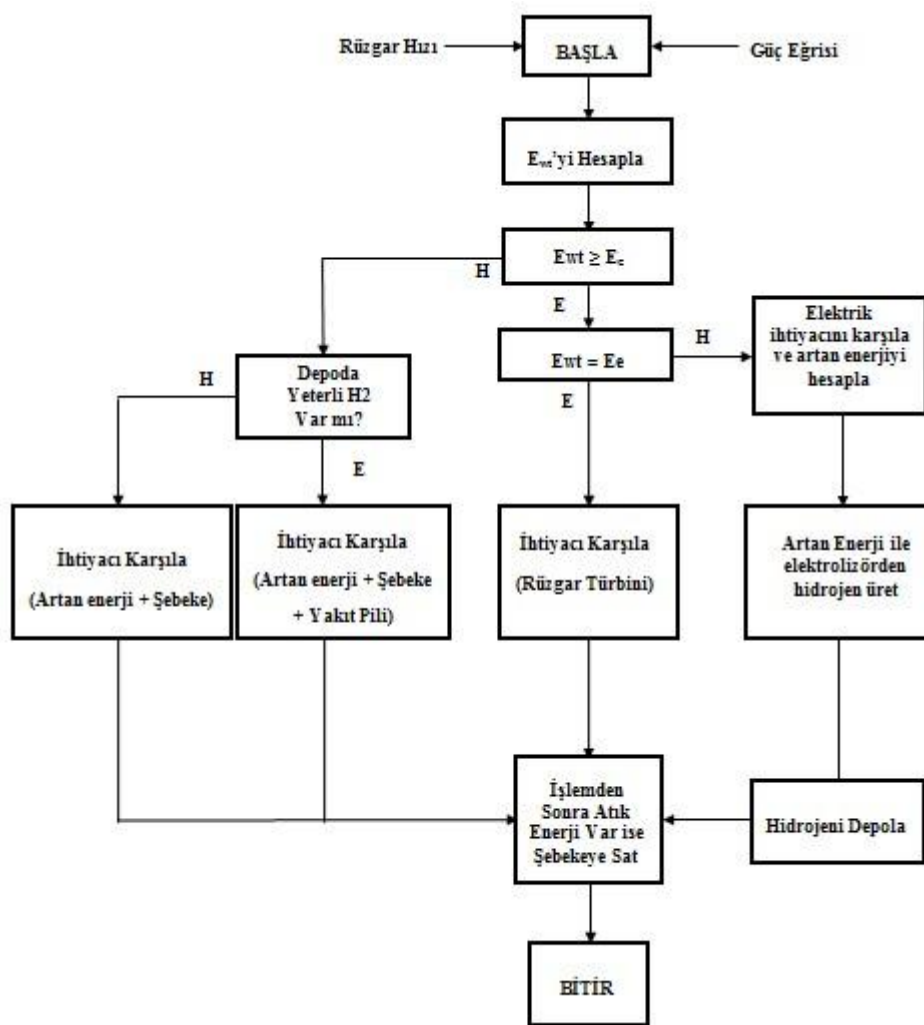 Rüzgar Hızı
BAŞLA
Güç Eğrisi
E_wt'yi Hesapla
Ewt ≥ E_e
H
E
Elektrik
ihtiyacını karşıla
ve artan enerjiyi
hesapla
Ewt = Ee
H
E
Depoda
Yeterli H2
Var mı?
H
E
İhtiyacı Karşıla
(Artan enerji + Şebeke)
İhtiyacı Karşıla
(Artan enerji + Şebeke
+ Yakıt Pili)
İhtiyacı Karşıla
(Rüzgar Türbini)
Artan Enerji ile
elektrolizörden
hidrojen üret
İşlemden
Sonra Atık
Enerji Var ise
Şebekeye Sat
Hidrojeni Depola
BİTİR